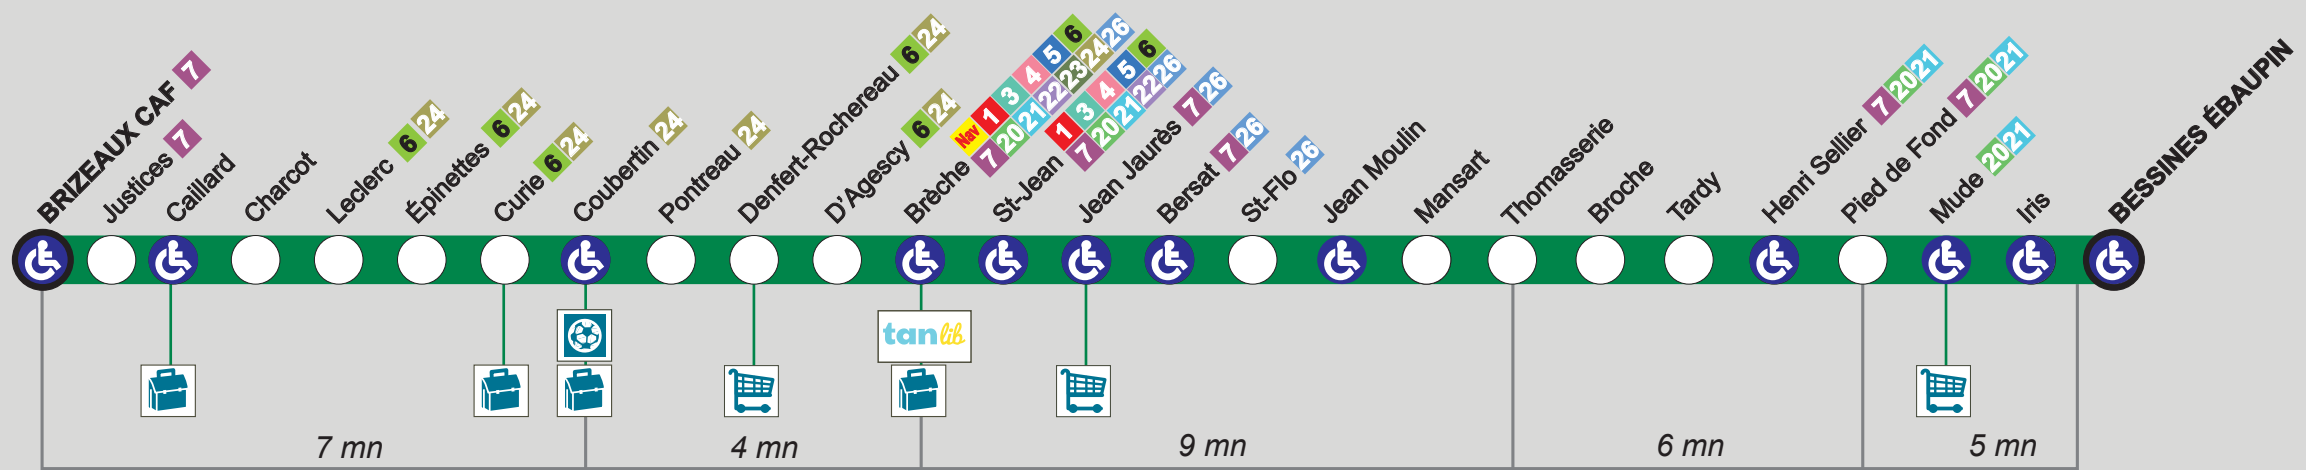 BRIZEAUX CAF 7
Justices 7
Caillard
Charcot
Leclerc 6 24
Épinettes 6 24
Curie 6 24
Coubertin 24
Pontreau 24
Denfert-Rochereau 6 24
D'Agescy 6 24
Brèche Nav 1 3 4 5 6
7 20 21 22 23 24 26
St-Jean 1 3 4 5 6
7 20 21 22 26
Jean Jaurès 7 26
Bersat 7 26
St-Flo 26
Jean Moulin
Mansart
Thomasserie
Broche
Tardy
Henri Sellier 7 20 21
Pied de Fond 7 20 21
Mude 20 21
Iris
BESSINES ÉBAUPIN
tanlib
7 mn
4 mn
9 mn
6 mn
5 mn